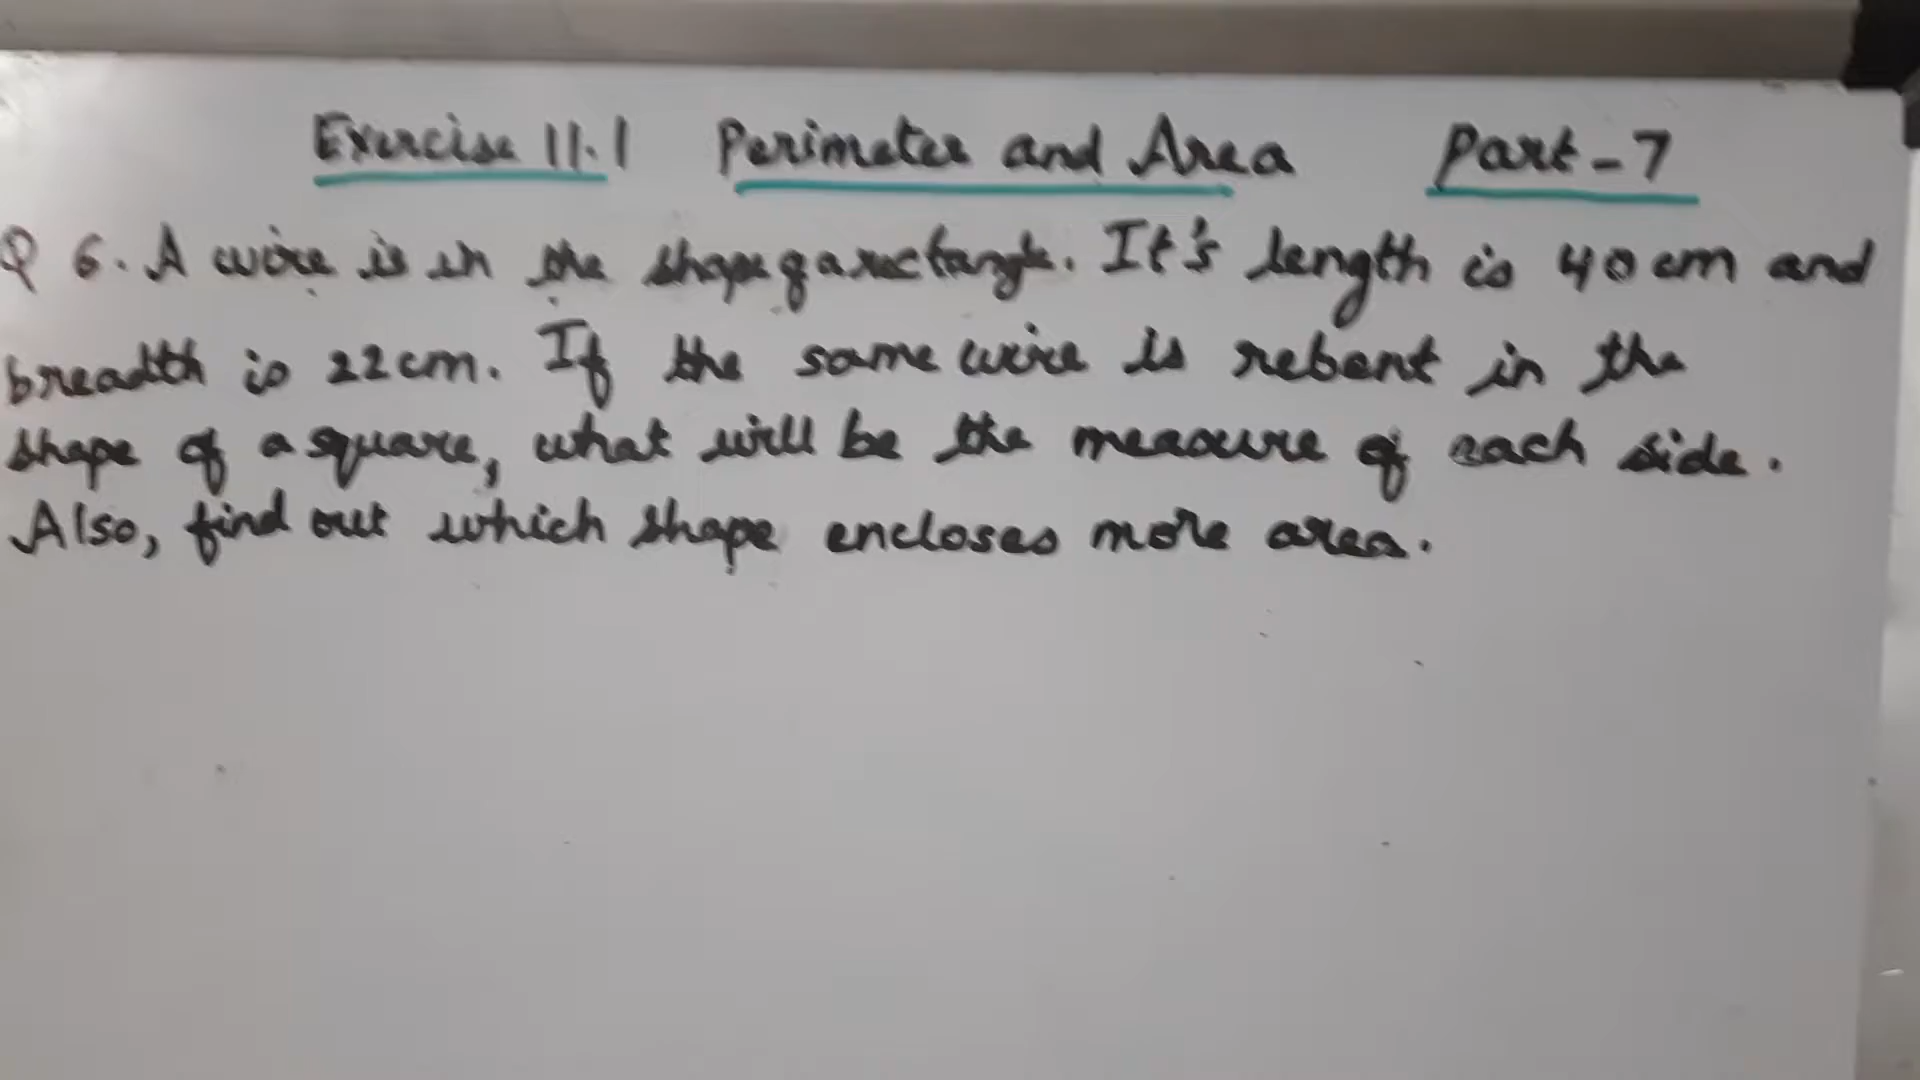 Exercise 11.1 Perimeter and Area Part-7
Q 6. A wire is in the shape of a rectangle. It's length is 40 cm and
breadth is 22 cm. If the same wire is rebent in the
shape of a square, what will be the measure of each side.
Also, find out which shape encloses more area.